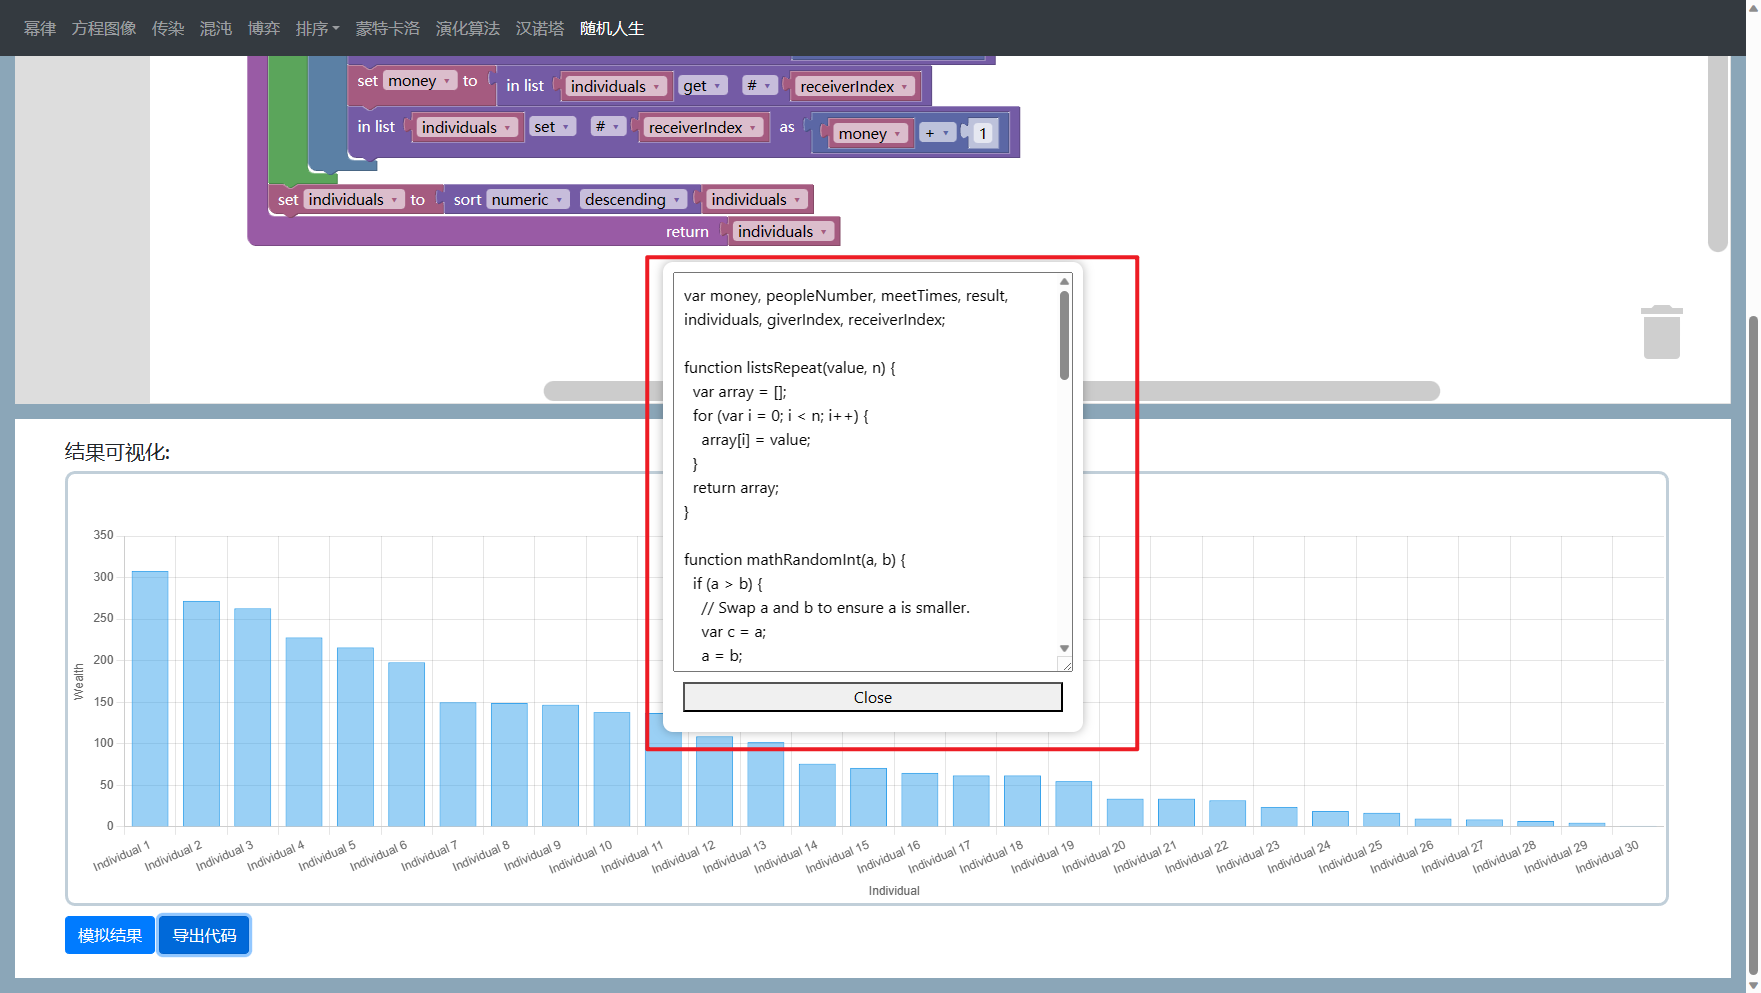 幂律 方程图像 传染 混沌 博弈 排序 蒙特卡洛 演化算法 汉诺塔 随机人生
set money to in list individuals get # receiverIndex
in list individuals set # receiverIndex as money + 1
set individuals to sort numeric descending individuals
return individuals
var money, peopleNumber, meetTimes, result,
individuals, giverIndex, receiverIndex;
function listsRepeat(value, n) {
var array = [];
for (var i = 0; i < n; i++) {
array[i] = value;
}
return array;
}
function mathRandomInt(a, b) {
if (a > b) {
// Swap a and b to ensure a is smaller.
var c = a;
a = b;
Close
结果可视化:
350
300
250
200
150
100
50
0
Wealth
Individual 1 Individual 2 Individual 3 Individual 4 Individual 5 Individual 6 Individual 7 Individual 8 Individual 9 Individual 10 Individual 11 Individual 12 Individual 13 Individual 14 Individual 15 Individual 16 Individual 17 Individual 18 Individual 19 Individual 20 Individual 21 Individual 22 Individual 23 Individual 24 Individual 25 Individual 26 Individual 27 Individual 28 Individual 29 Individual 30
Individual
模拟结果 导出代码